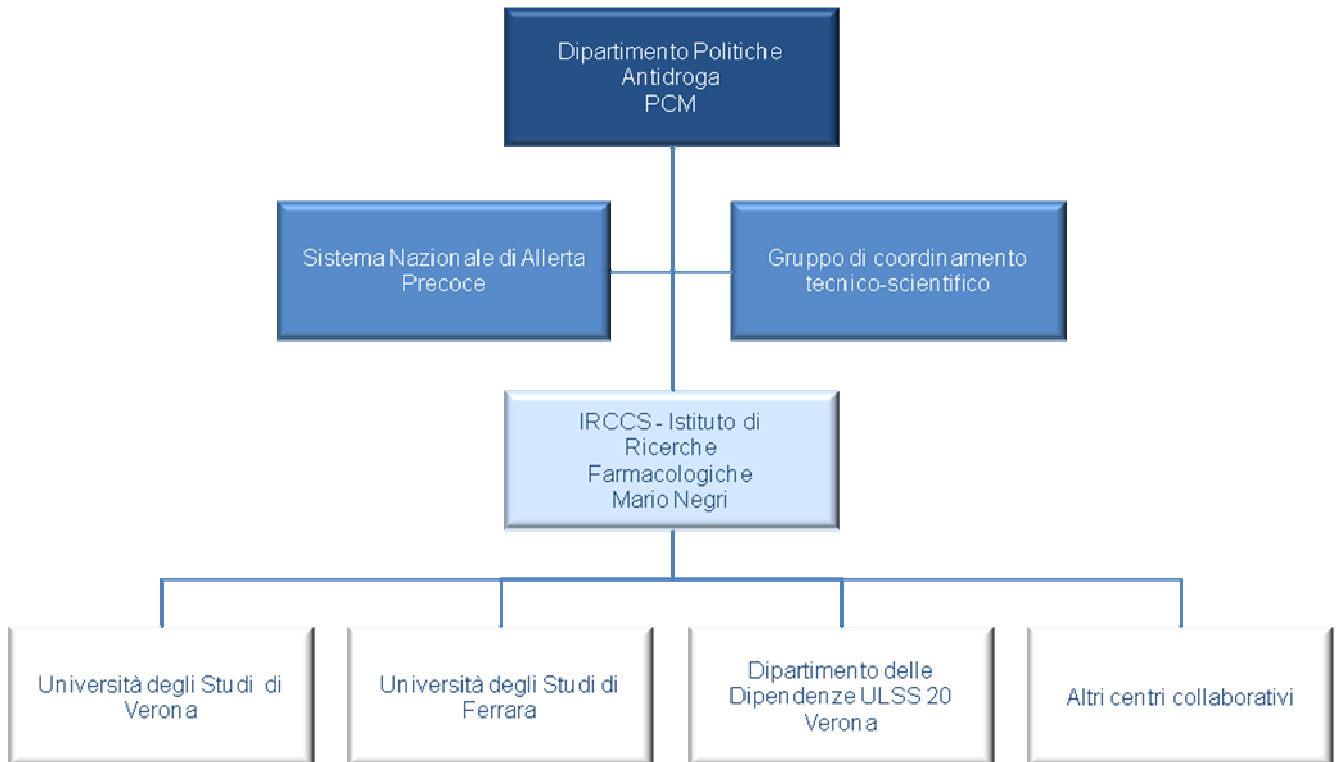 Dipartimento Politiche
Antidroga
PCM
Sistema Nazionale di Allerta
Precoce
Gruppo di coordinamento
tecnico-scientifico
IRCCS - Istituto di
Ricerche
Farmacologiche
Mario Negri
Università degli Studi di
Verona
Università degli Studi di
Ferrara
Dipartimento delle
Dipendenze ULSS 20
Verona
Altri centri collaborativi